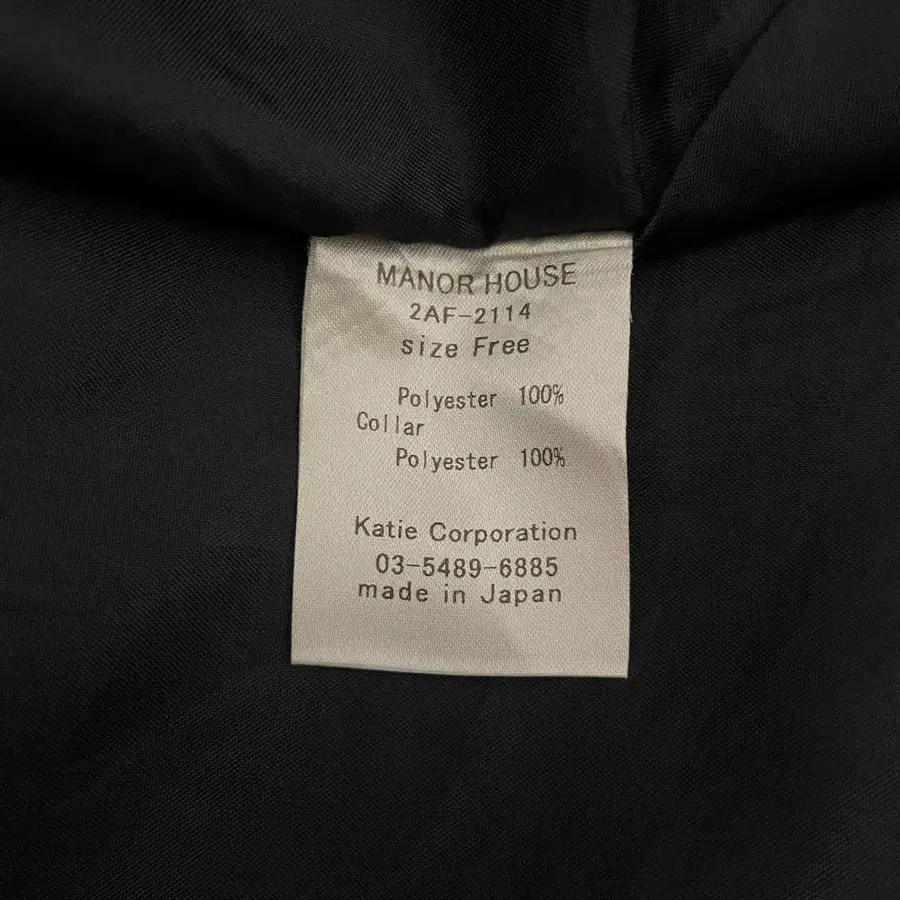 MANOR HOUSE
2AF-2114
size Free
Polyester 100%
Collar
Polyester 100%
Katie Corporation
03-5489-6885
made in Japan